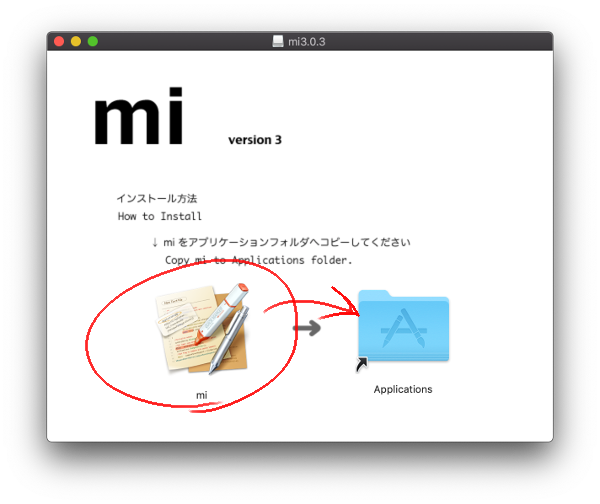 mi3.0.3
mi version 3
インストール方法
How to Install
↓ mi をアプリケーションフォルダへコピーしてください
Copy mi to Applications folder.
mi
Applications